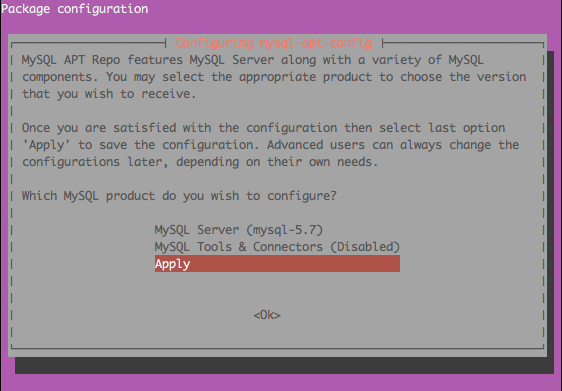 Package configuration
Configuring mysql-apt-config
MySQL APT Repo features MySQL Server along with a variety of MySQL
components. You may select the appropriate product to choose the version
that you wish to receive.
Once you are satisfied with the configuration then select last option
'Apply' to save the configuration. Advanced users can always change the
configurations later, depending on their own needs.
Which MySQL product do you wish to configure?
MySQL Server (mysql-5.7)
MySQL Tools & Connectors (Disabled)
Apply
<Ok>